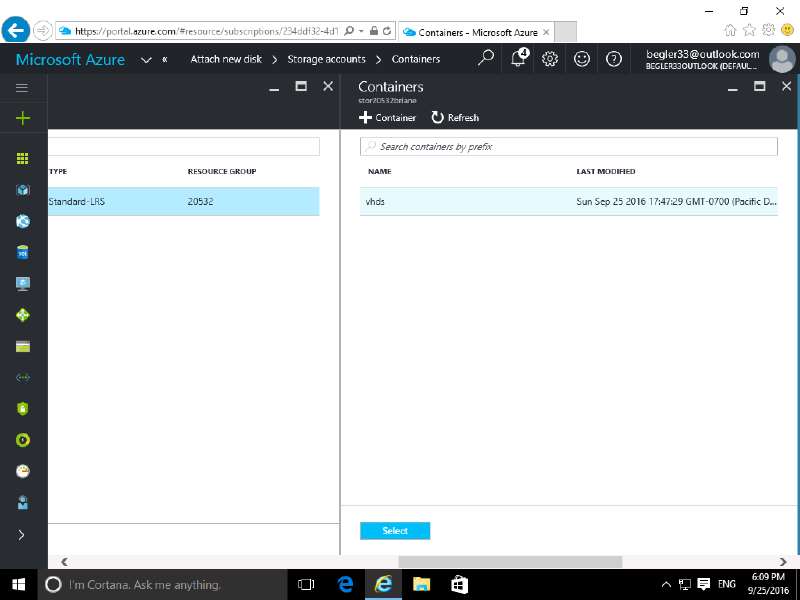 https://portal.azure.com/#resource/subscriptions/234ddf32-4d1
Containers - Microsoft Azure
Microsoft Azure
Attach new disk > Storage accounts > Containers
4
begler33@outlook.com
BEGLER33OUTLOOK (DEFAUL...
Containers
stor20532briane
Container
Refresh
Search containers by prefix
TYPE
RESOURCE GROUP
NAME
LAST MODIFIED
Standard-LRS
20532
vhds
Sun Sep 25 2016 17:47:29 GMT-0700 (Pacific D...
SQL
Select
I'm Cortana. Ask me anything.
ENG
6:09 PM
9/25/2016